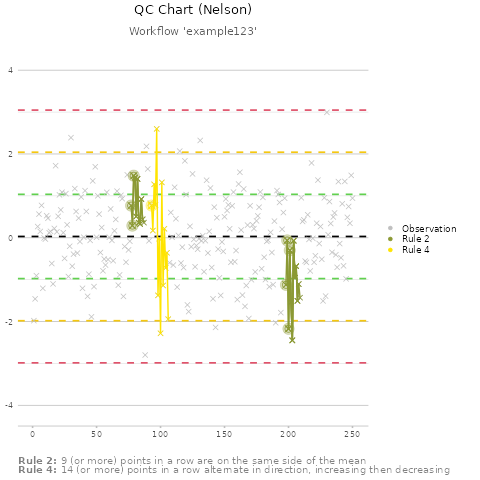 QC Chart (Nelson)
Workflow 'example123'
4
2
0
-2
-4
0
50
100
150
200
250
Observation
Rule 2
Rule 4
Rule 2: 9 (or more) points in a row are on the same side of the mean
Rule 4: 14 (or more) points in a row alternate in direction, increasing then decreasing